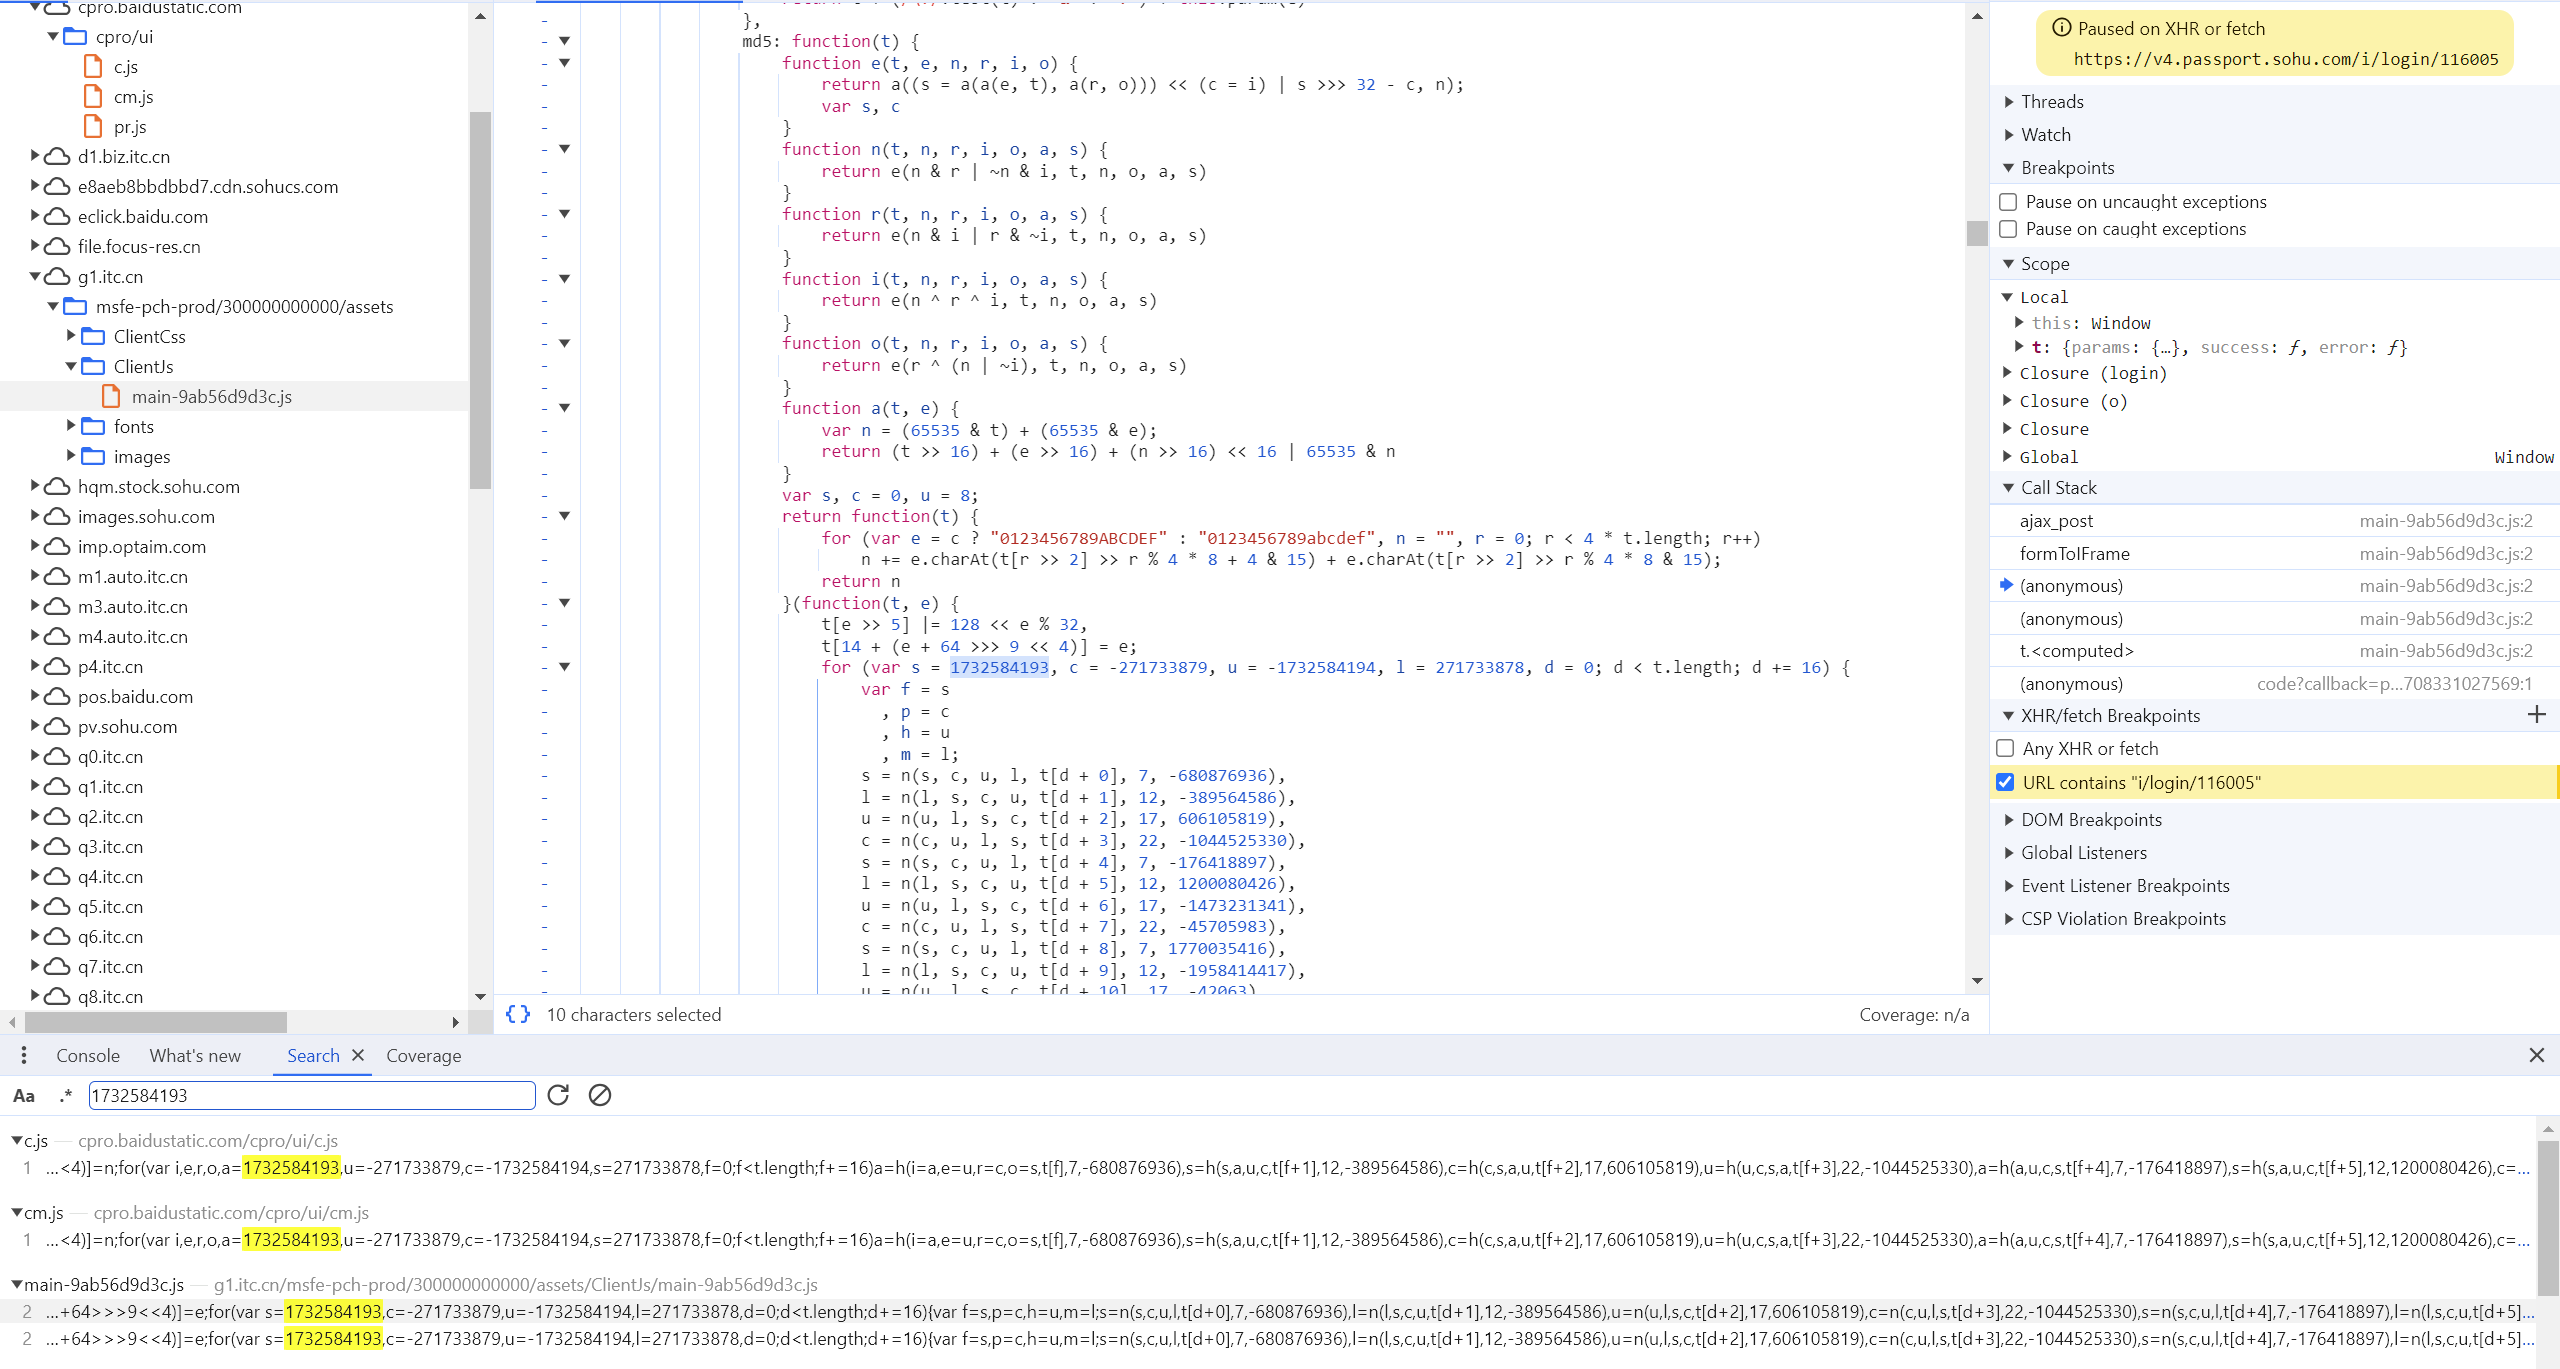 cpro.baidustatic.com
cpro/ui
c.js
cm.js
pr.js
d1.biz.itc.cn
e8aeb8bbdbbd7.cdn.sohucs.com
eclick.baidu.com
file.focus-res.cn
g1.itc.cn
msfe-pch-prod/300000000000/assets
ClientCss
ClientJs
main-9ab56d9d3c.js
fonts
images
hqm.stock.sohu.com
images.sohu.com
imp.optaim.com
m1.auto.itc.cn
m3.auto.itc.cn
m4.auto.itc.cn
p4.itc.cn
pos.baidu.com
pv.sohu.com
q0.itc.cn
q1.itc.cn
q2.itc.cn
q3.itc.cn
q4.itc.cn
q5.itc.cn
q6.itc.cn
q7.itc.cn
q8.itc.cn
},
md5: function(t) {
function e(t, e, n, r, i, o) {
return a((s = a(a(e, t), a(r, o))) << (c = i) | s >>> 32 - c, n);
var s, c
}
function n(t, n, r, i, o, a, s) {
return e(n & r | ~n & i, t, n, o, a, s)
}
function r(t, n, r, i, o, a, s) {
return e(n & i | r & ~i, t, n, o, a, s)
}
function i(t, n, r, i, o, a, s) {
return e(n ^ r ^ i, t, n, o, a, s)
}
function o(t, n, r, i, o, a, s) {
return e(r ^ (n | ~i), t, n, o, a, s)
}
function a(t, e) {
var n = (65535 & t) + (65535 & e);
return (t >> 16) + (e >> 16) + (n >> 16) << 16 | 65535 & n
}
var s, c = 0, u = 8;
return function(t) {
for (var e = c ? "0123456789ABCDEF" : "0123456789abcdef", n = "", r = 0; r < 4 * t.length; r++)
n += e.charAt(t[r >> 2] >> r % 4 * 8 + 4 & 15) + e.charAt(t[r >> 2] >> r % 4 * 8 & 15);
return n
}(function(t, e) {
t[e >> 5] |= 128 << e % 32,
t[14 + (e + 64 >>> 9 << 4)] = e;
for (var s = 1732584193, c = -271733879, u = -1732584194, l = 271733878, d = 0; d < t.length; d += 16) {
var f = s
, p = c
, h = u
, m = l;
s = n(s, c, u, l, t[d + 0], 7, -680876936),
l = n(l, s, c, u, t[d + 1], 12, -389564586),
u = n(u, l, s, c, t[d + 2], 17, 606105819),
c = n(c, u, l, s, t[d + 3], 22, -1044525330),
s = n(s, c, u, l, t[d + 4], 7, -176418897),
l = n(l, s, c, u, t[d + 5], 12, 1200080426),
u = n(u, l, s, c, t[d + 6], 17, -1473231341),
c = n(c, u, l, s, t[d + 7], 22, -45705983),
s = n(s, c, u, l, t[d + 8], 7, 1770035416),
l = n(l, s, c, u, t[d + 9], 12, -1958414417),
u = n(u, l, s, c, t[d + 10], 17, -42063)
{} 10 characters selected
Coverage: n/a
Paused on XHR or fetch
https://v4.passport.sohu.com/i/login/116005
Threads
Watch
Breakpoints
Pause on uncaught exceptions
Pause on caught exceptions
Scope
Local
this: Window
t: {params: {…}, success: ƒ, error: ƒ}
Closure (login)
Closure (o)
Closure
Global Window
Call Stack
ajax_post main-9ab56d9d3c.js:2
formToIFrame main-9ab56d9d3c.js:2
(anonymous) main-9ab56d9d3c.js:2
(anonymous) main-9ab56d9d3c.js:2
t.<computed> main-9ab56d9d3c.js:2
(anonymous) code?callback=p…708331027569:1
XHR/fetch Breakpoints
Any XHR or fetch
URL contains "i/login/116005"
DOM Breakpoints
Global Listeners
Event Listener Breakpoints
CSP Violation Breakpoints
Console What's new Search Coverage
Aa .* 1732584193
c.js — cpro.baidustatic.com/cpro/ui/c.js
1 …<4)]=n;for(var i,e,r,o,a=1732584193,u=-271733879,c=-1732584194,s=271733878,f=0;f<t.length;f+=16)a=h(i=a,e=u,r=c,o=s,t[f],7,-680876936),s=h(s,a,u,c,t[f+1],12,-389564586),c=h(c,s,a,u,t[f+2],17,606105819),u=h(u,c,s,a,t[f+3],22,-1044525330),a=h(a,u,c,s,t[f+4],7,-176418897),s=h(s,a,u,c,t[f+5],12,1200080426),c=…
cm.js — cpro.baidustatic.com/cpro/ui/cm.js
1 …<4)]=n;for(var i,e,r,o,a=1732584193,u=-271733879,c=-1732584194,s=271733878,f=0;f<t.length;f+=16)a=h(i=a,e=u,r=c,o=s,t[f],7,-680876936),s=h(s,a,u,c,t[f+1],12,-389564586),c=h(c,s,a,u,t[f+2],17,606105819),u=h(u,c,s,a,t[f+3],22,-1044525330),a=h(a,u,c,s,t[f+4],7,-176418897),s=h(s,a,u,c,t[f+5],12,1200080426),c=…
main-9ab56d9d3c.js — g1.itc.cn/msfe-pch-prod/300000000000/assets/ClientJs/main-9ab56d9d3c.js
2 …+64>>>9<<4)]=e;for(var s=1732584193,c=-271733879,u=-1732584194,l=271733878,d=0;d<t.length;d+=16){var f=s,p=c,h=u,m=l;s=n(s,c,u,l,t[d+0],7,-680876936),l=n(l,s,c,u,t[d+1],12,-389564586),u=n(u,l,s,c,t[d+2],17,606105819),c=n(c,u,l,s,t[d+3],22,-1044525330),s=n(s,c,u,l,t[d+4],7,-176418897),l=n(l,s,c,u,t[d+5]…
2 …+64>>>9<<4)]=e;for(var s=1732584193,c=-271733879,u=-1732584194,l=271733878,d=0;d<t.length;d+=16){var f=s,p=c,h=u,m=l;s=n(s,c,u,l,t[d+0],7,-680876936),l=n(l,s,c,u,t[d+1],12,-389564586),u=n(u,l,s,c,t[d+2],17,606105819),c=n(c,u,l,s,t[d+3],22,-1044525330),s=n(s,c,u,l,t[d+4],7,-176418897),l=n(l,s,c,u,t[d+5]…